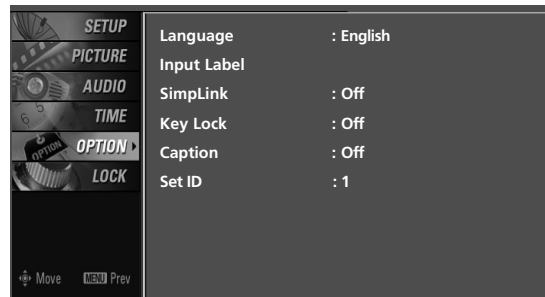 SETUP
PICTURE
AUDIO
TIME
OPTION
LOCK
Move MENU Prev
Language : English
Input Label
SimpLink : Off
Key Lock : Off
Caption : Off
Set ID : 1